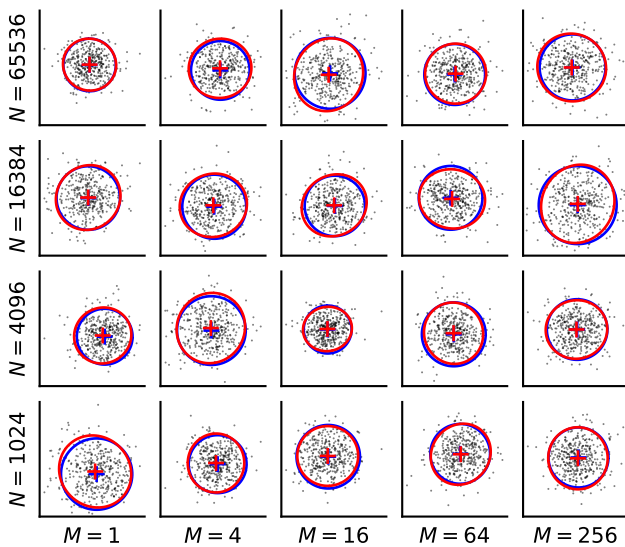 N = 65536
N = 16384
N = 4096
N = 1024
M = 1
M = 4
M = 16
M = 64
M = 256